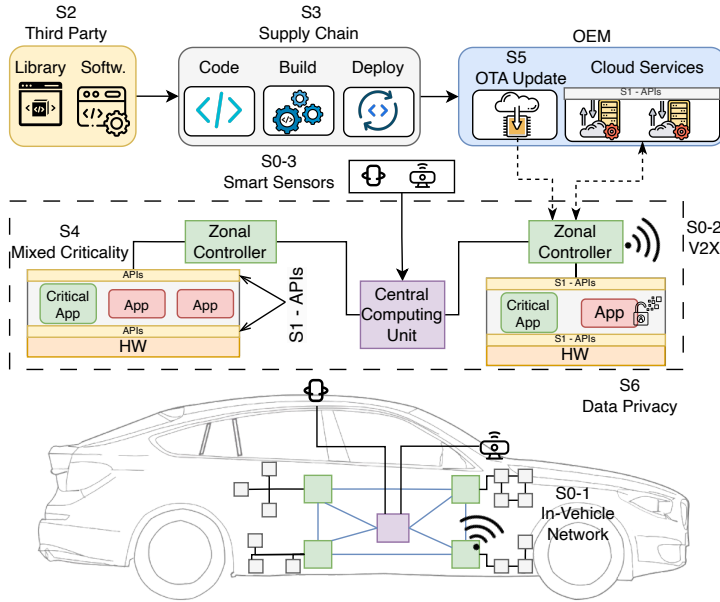 S2
Third Party
S3
Supply Chain
OEM
Library
Softw.
Code
Build
Deploy
S5
OTA Update
Cloud Services
S1 - APIs
S0-3
Smart Sensors
S4
Mixed Criticality
Zonal
Controller
Zonal
Controller
S0-2
V2X
APIs
Critical
App
App
App
APIs
HW
S1 - APIs
Central
Computing
Unit
S1 - APIs
Critical
App
App
S1 - APIs
HW
S6
Data Privacy
S0-1
In-Vehicle
Network